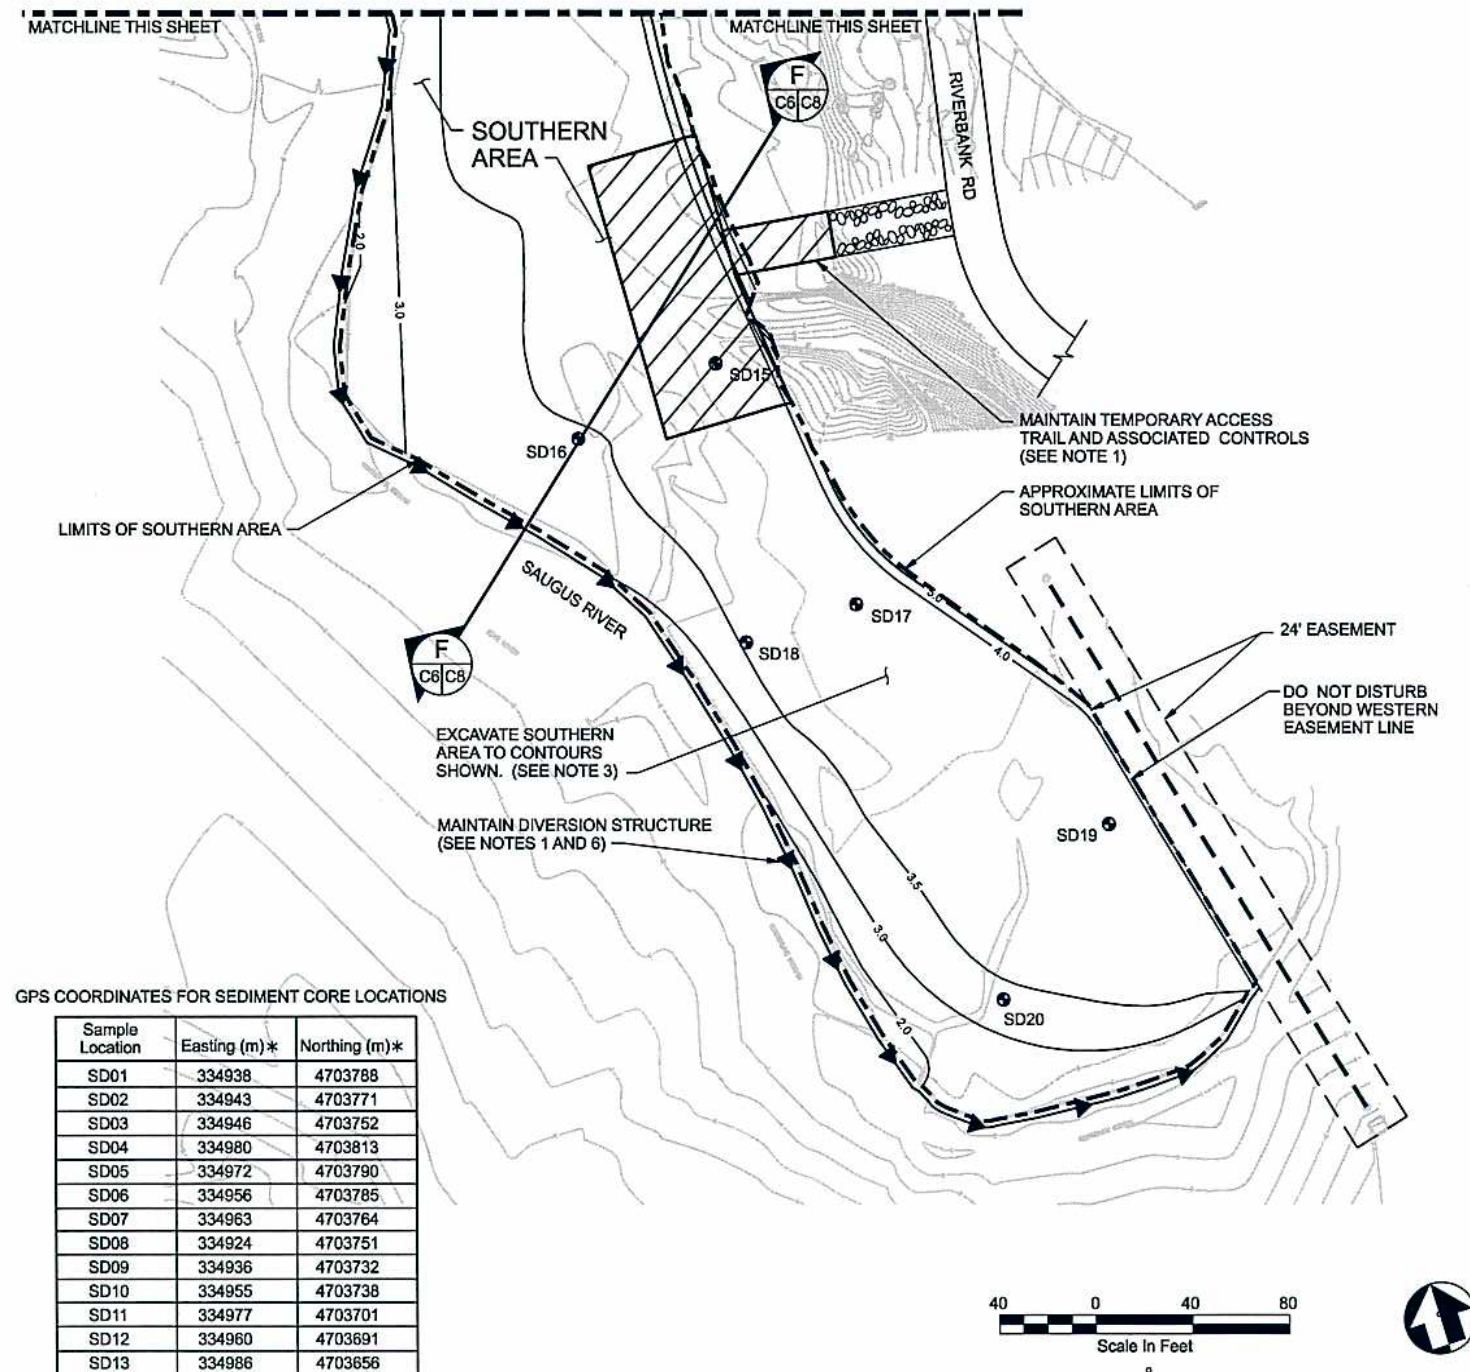 MATCHLINE THIS SHEET
MATCHLINE THIS SHEET
F
C6 C8
RIVERBANK RD
SOUTHERN
AREA
2.0
3.0
SD15
SD16
MAINTAIN TEMPORARY ACCESS
TRAIL AND ASSOCIATED CONTROLS
(SEE NOTE 1)
APPROXIMATE LIMITS OF
SOUTHERN AREA
LIMITS OF SOUTHERN AREA
SAUGUS RIVER
5.0
SD17
4.0
24' EASEMENT
F
C6 C8
SD18
DO NOT DISTURB
BEYOND WESTERN
EASEMENT LINE
EXCAVATE SOUTHERN
AREA TO CONTOURS
SHOWN. (SEE NOTE 3)
MAINTAIN DIVERSION STRUCTURE
(SEE NOTES 1 AND 6)
SD19
3.5
3.0
2.0
SD20
GPS COORDINATES FOR SEDIMENT CORE LOCATIONS
Sample
Location Easting (m)* Northing (m)*
SD01 334938 4703788
SD02 334943 4703771
SD03 334946 4703752
SD04 334980 4703813
SD05 334972 4703790
SD06 334956 4703785
SD07 334963 4703764
SD08 334924 4703751
SD09 334936 4703732
SD10 334955 4703738
SD11 334977 4703701
SD12 334960 4703691
SD13 334986 4703656
40 0 40 80
Scale In Feet